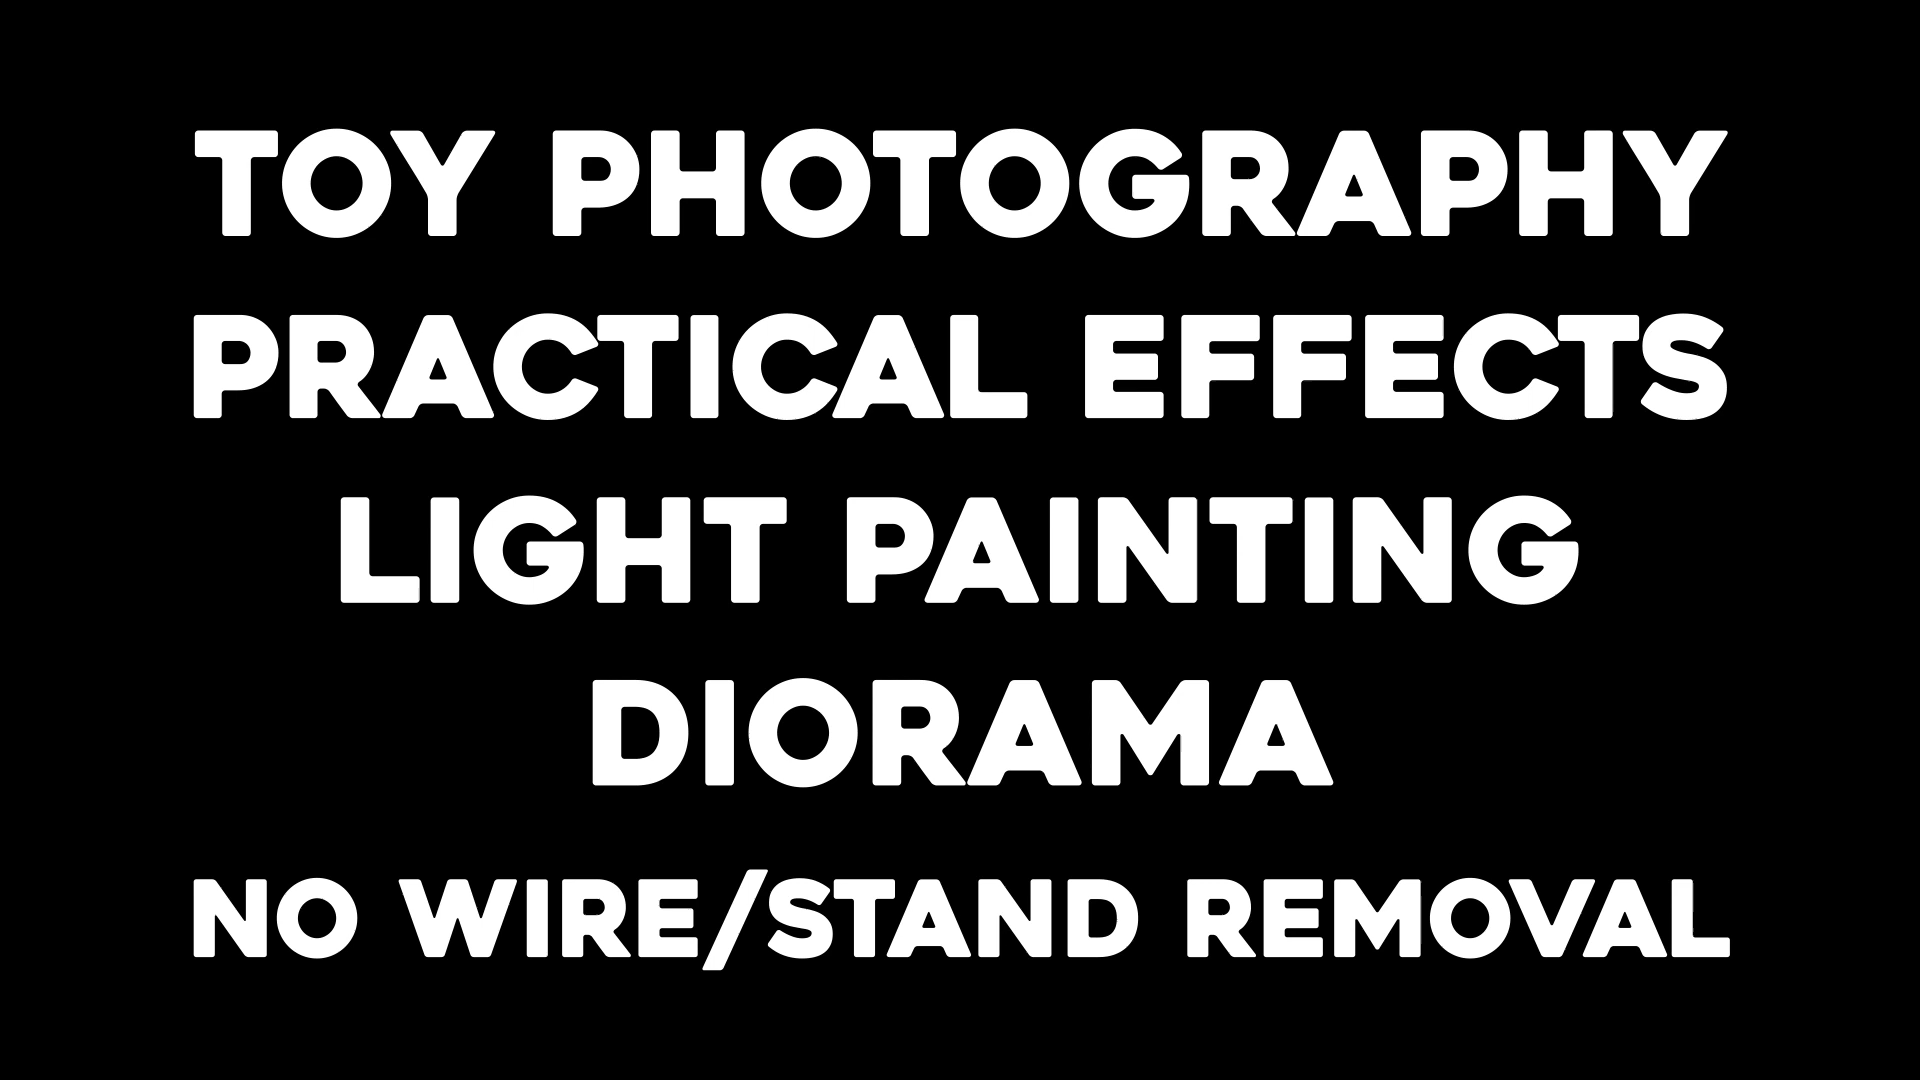 TOY PHOTOGRAPHY
PRACTICAL EFFECTS
LIGHT PAINTING
DIORAMA
NO WIRE/STAND REMOVAL